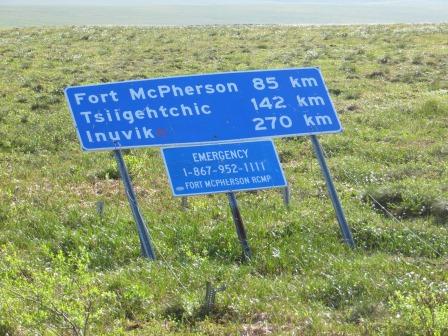 Fort McPherson 85 km
Tsiigehtchic 142 km
Inuvik 270 km
EMERGENCY
1-867-952-1111
FORT MCPHERSON RCMP